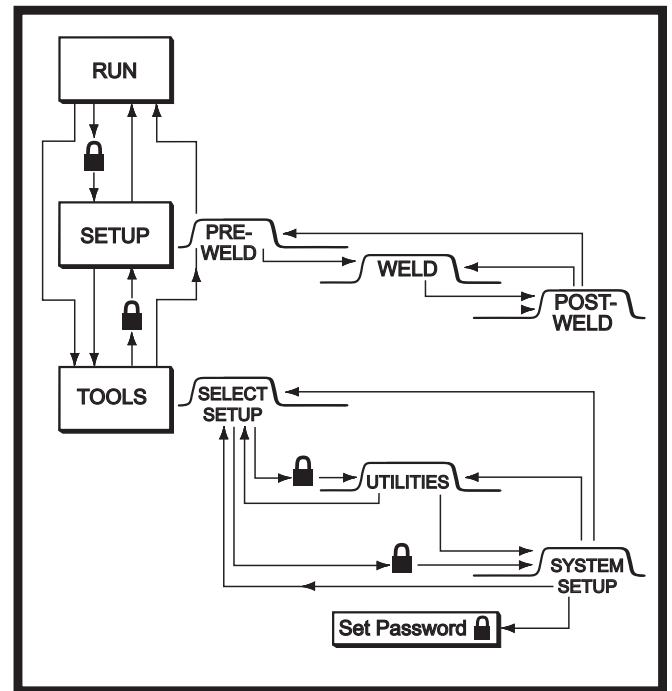 RUN
SETUP
PRE-
WELD
WELD
POST-
WELD
TOOLS
SELECT
SETUP
UTILITIES
SYSTEM
SETUP
Set Password